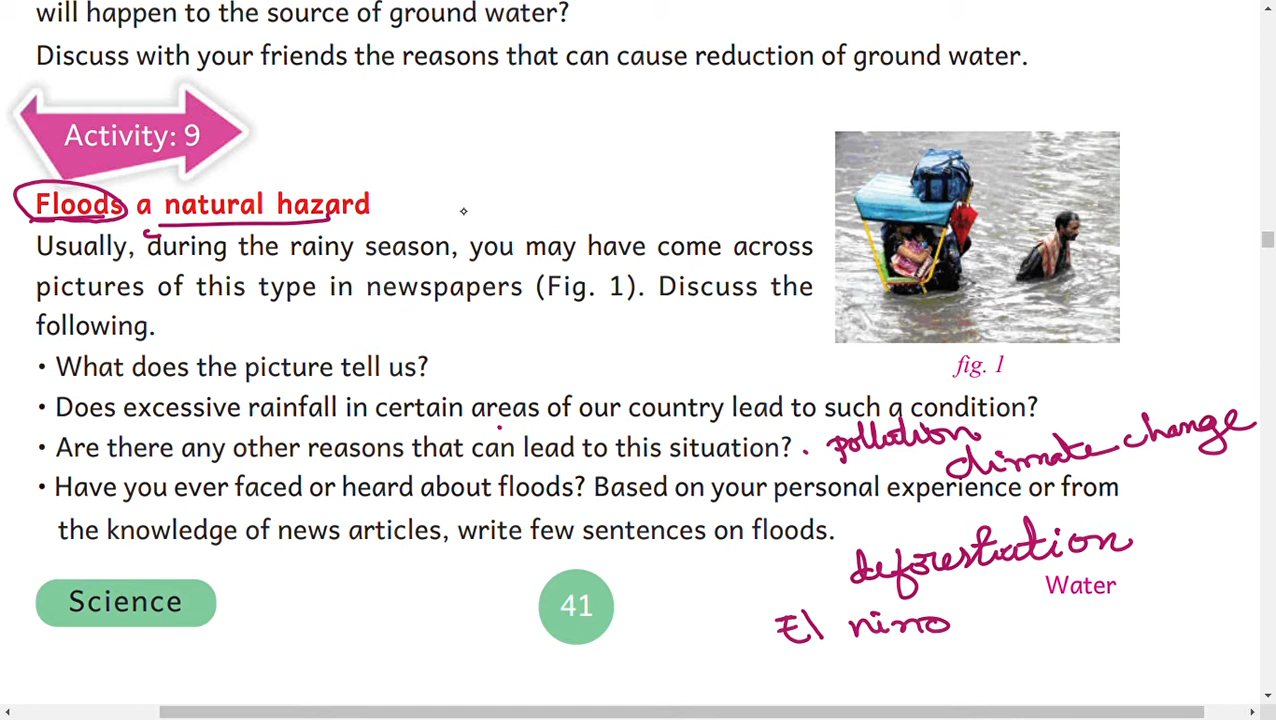 will happen to the source of ground water?
Discuss with your friends the reasons that can cause reduction of ground water.
Activity: 9
Floods a natural hazard
Usually, during the rainy season, you may have come across
pictures of this type in newspapers (Fig. 1). Discuss the
following.
fig. 1
• What does the picture tell us?
• Does excessive rainfall in certain areas of our country lead to such a condition?
• Are there any other reasons that can lead to this situation?
pollution
climate change
• Have you ever faced or heard about floods? Based on your personal experience or from
the knowledge of news articles, write few sentences on floods.
deforestration
Science
41
Water
El nino